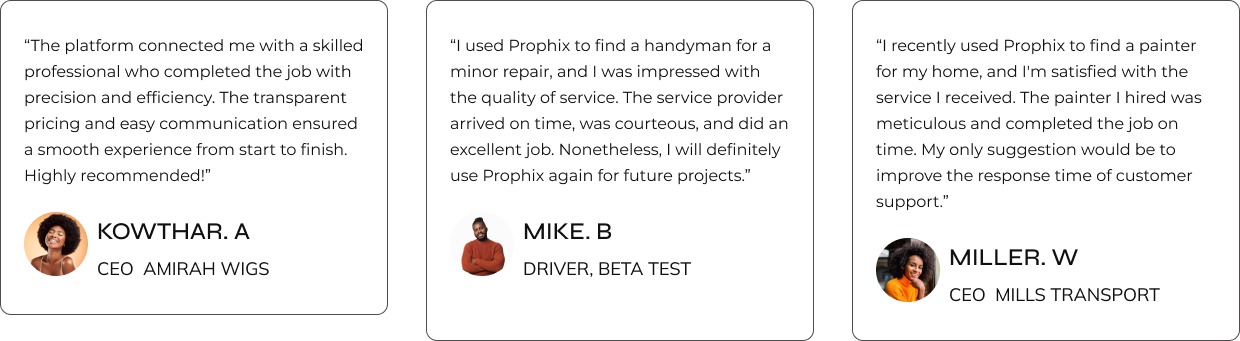 “The platform connected me with a skilled
professional who completed the job with
precision and efficiency. The transparent
pricing and easy communication ensured
a smooth experience from start to finish.
Highly recommended!”
KOWTHAR. A
CEO  AMIRAH WIGS
“I used Prophix to find a handyman for a
minor repair, and I was impressed with
the quality of service. The service provider
arrived on time, was courteous, and did an
excellent job. Nonetheless, I will definitely
use Prophix again for future projects.”
MIKE. B
DRIVER, BETA TEST
“I recently used Prophix to find a painter
for my home, and I'm satisfied with the
service I received. The painter I hired was
meticulous and completed the job on
time. My only suggestion would be to
improve the response time of customer
support.”
MILLER. W
CEO  MILLS TRANSPORT